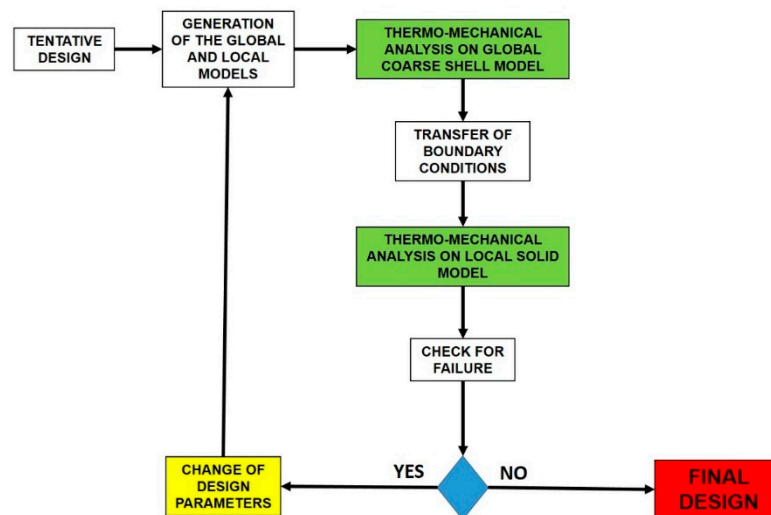 TENTATIVE
DESIGN
GENERATION
OF THE GLOBAL
AND LOCAL
MODELS
THERMO-MECHANICAL
ANALYSIS ON GLOBAL
COARSE SHELL MODEL
TRANSFER OF
BOUNDARY
CONDITIONS
THERMO-MECHANICAL
ANALYSIS ON LOCAL SOLID
MODEL
CHECK FOR
FAILURE
YES
NO
CHANGE OF
DESIGN
PARAMETERS
FINAL
DESIGN